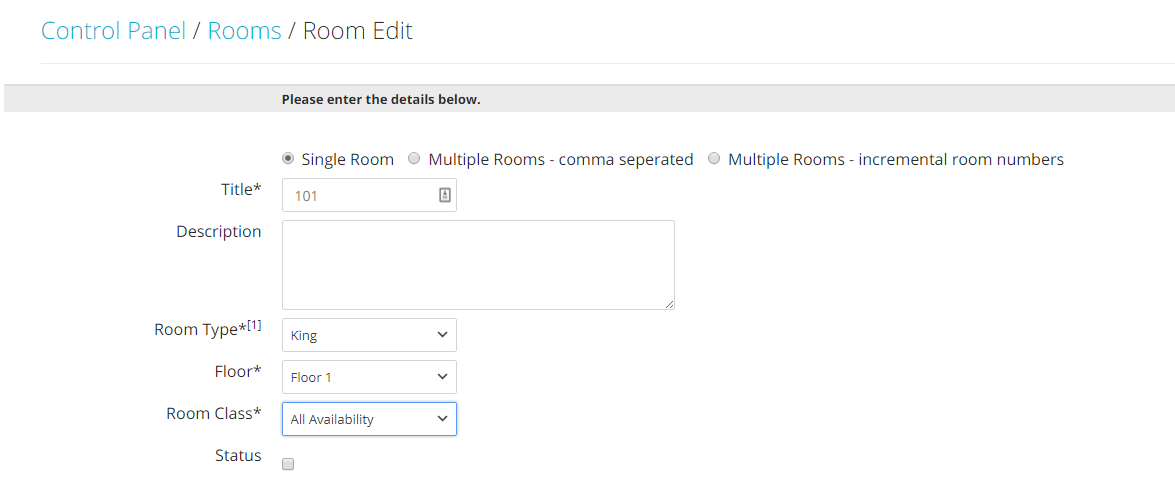 Control Panel / Rooms / Room Edit
Please enter the details below.
Single Room Multiple Rooms - comma seperated Multiple Rooms - incremental room numbers
Title* 101
Description
Room Type*[1] King
Floor* Floor 1
Room Class* All Availability
Status